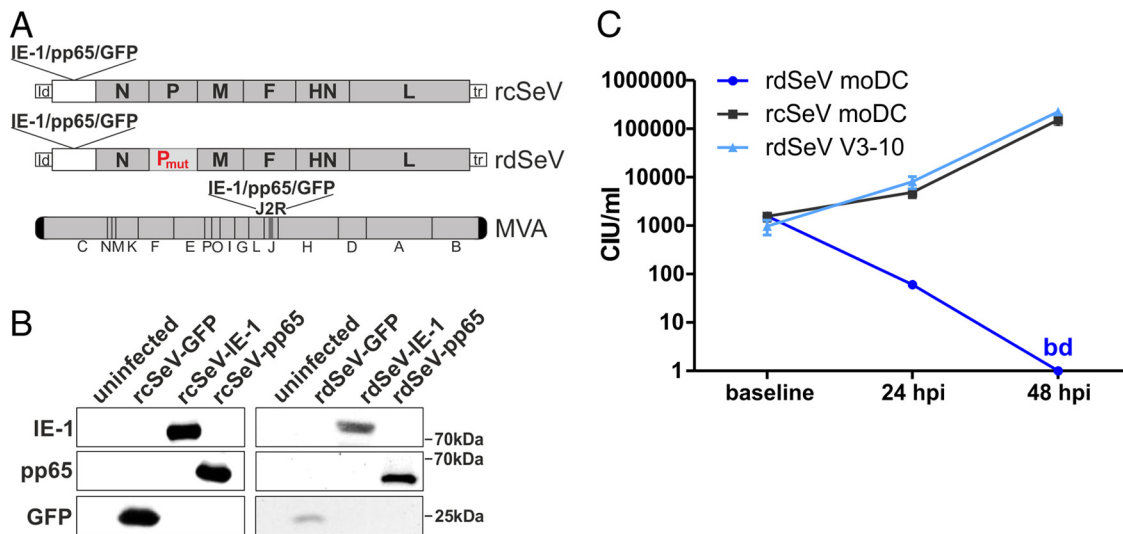 A
IE-1/pp65/GFP
ld N P M F HN L tr rcSeV
IE-1/pp65/GFP
ld N Pmut M F HN L tr rdSeV
IE-1/pp65/GFP
J2R
MVA
C N M K F E P O I G L J H D A B
B
uninfected rcSeV-GFP rcSeV-IE-1 rcSeV-pp65 uninfected rdSeV-GFP rdSeV-IE-1 rdSeV-pp65
IE-1
70kDa
pp65
70kDa
GFP
25kDa
C
rdSeV moDC
rcSeV moDC
rdSeV V3-10
CIU/ml
1000000
100000
10000
1000
100
10
1
bd
baseline 24 hpi 48 hpi